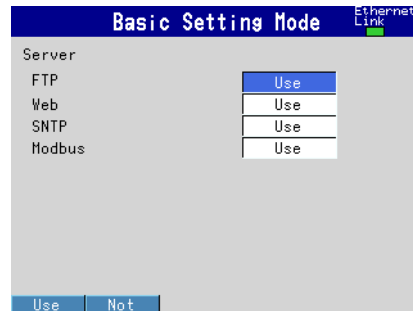 Basic Setting Mode
Ethernet
Link
Server
FTP Use
Web Use
SNTP Use
Modbus Use
Use Not